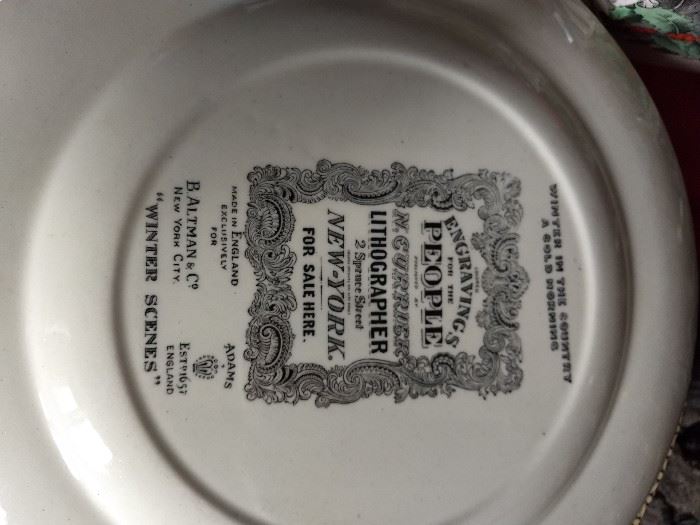 WINTER IN THE COUNTRY
A COLD MORNING
ENGRAVINGS
FOR THE
PEOPLE
N. CURRIER
LITHOGRAPHER
2 Spruce Street
NEW-YORK
FOR SALE HERE.
MADE IN ENGLAND
EXCLUSIVELY
FOR
B. ALTMAN & Co
NEW YORK CITY.
ADAMS
ESTD 1657
ENGLAND
"WINTER SCENES"